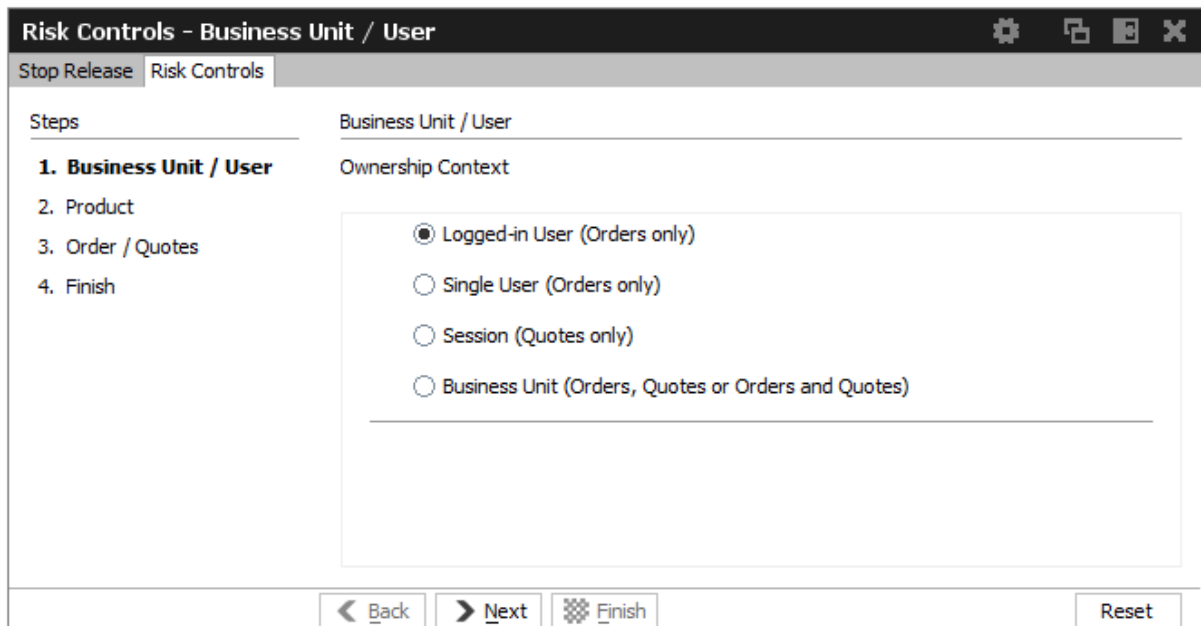 Risk Controls - Business Unit / User
Stop Release Risk Controls
Steps
1. Business Unit / User
2. Product
3. Order / Quotes
4. Finish
Business Unit / User
Ownership Context
Logged-in User (Orders only)
Single User (Orders only)
Session (Quotes only)
Business Unit (Orders, Quotes or Orders and Quotes)
Back Next Finish Reset